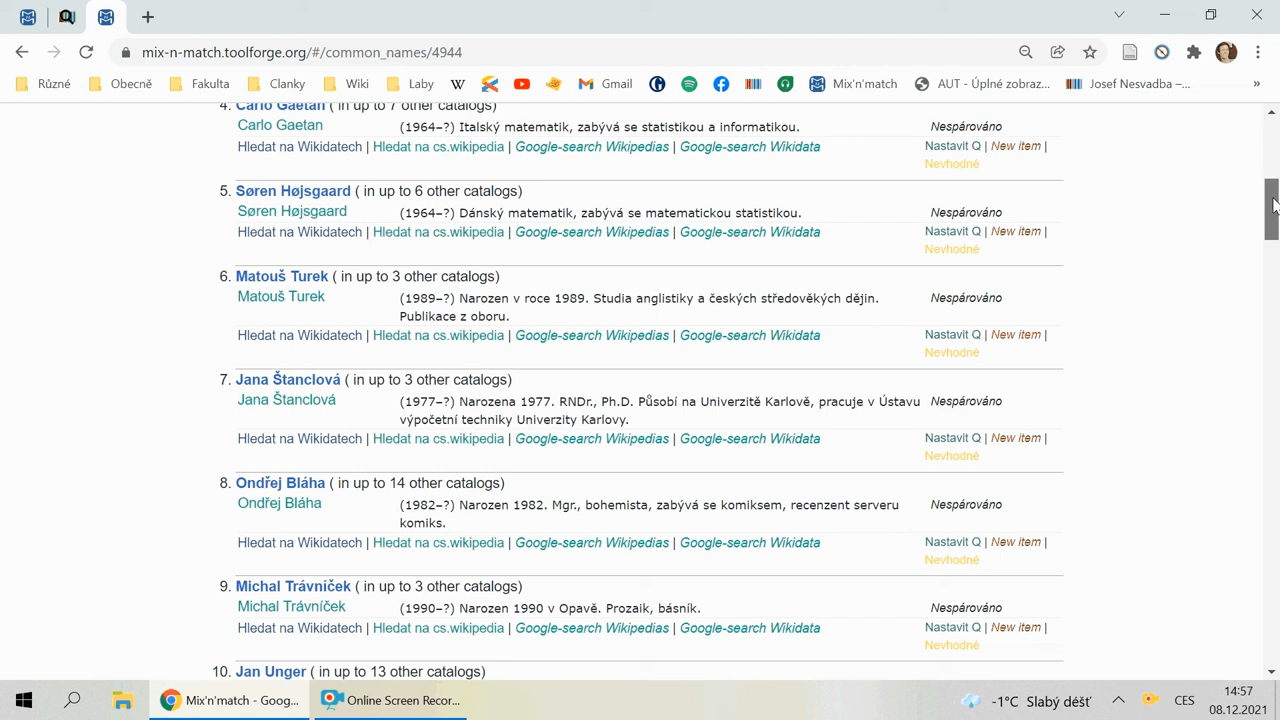 mix-n-match.toolforge.org/#/common_names/4944
Různé Obecně Fakulta Clanky Wiki Laby Gmail Mix'n'match AUT - Úplné zobraz... Josef Nesvadba –... »
4. Carlo Gaetan ( in up to 7 other catalogs)
Carlo Gaetan (1964–?) Italský matematik, zabývá se statistikou a informatikou. Nespárováno
Hledat na Wikidatech | Hledat na cs.wikipedia | Google-search Wikipedias | Google-search Wikidata Nastavit Q | New item |
Nevhodné
5. Søren Højsgaard ( in up to 6 other catalogs)
Søren Højsgaard (1964–?) Dánský matematik, zabývá se matematickou statistikou. Nespárováno
Hledat na Wikidatech | Hledat na cs.wikipedia | Google-search Wikipedias | Google-search Wikidata Nastavit Q | New item |
Nevhodné
6. Matouš Turek ( in up to 3 other catalogs)
Matouš Turek (1989–?) Narozen v roce 1989. Studia anglistiky a českých středověkých dějin. Nespárováno
Publikace z oboru.
Hledat na Wikidatech | Hledat na cs.wikipedia | Google-search Wikipedias | Google-search Wikidata Nastavit Q | New item |
Nevhodné
7. Jana Štanclová ( in up to 3 other catalogs)
Jana Štanclová (1977–?) Narozena 1977. RNDr., Ph.D. Působí na Univerzitě Karlově, pracuje v Ústavu Nespárováno
výpočetní techniky Univerzity Karlovy.
Hledat na Wikidatech | Hledat na cs.wikipedia | Google-search Wikipedias | Google-search Wikidata Nastavit Q | New item |
Nevhodné
8. Ondřej Bláha ( in up to 14 other catalogs)
Ondřej Bláha (1982–?) Narozen 1982. Mgr., bohemista, zabývá se komiksem, recenzent serveru Nespárováno
komiks.
Hledat na Wikidatech | Hledat na cs.wikipedia | Google-search Wikipedias | Google-search Wikidata Nastavit Q | New item |
Nevhodné
9. Michal Trávníček ( in up to 3 other catalogs)
Michal Trávníček (1990–?) Narozen 1990 v Opavě. Prozaik, básník. Nespárováno
Hledat na Wikidatech | Hledat na cs.wikipedia | Google-search Wikipedias | Google-search Wikidata Nastavit Q | New item |
Nevhodné
10. Jan Unger ( in up to 13 other catalogs)
Mix'n'match - Goog... Online Screen Recor... -1°C Slabý déšť CES 14:57
08.12.2021